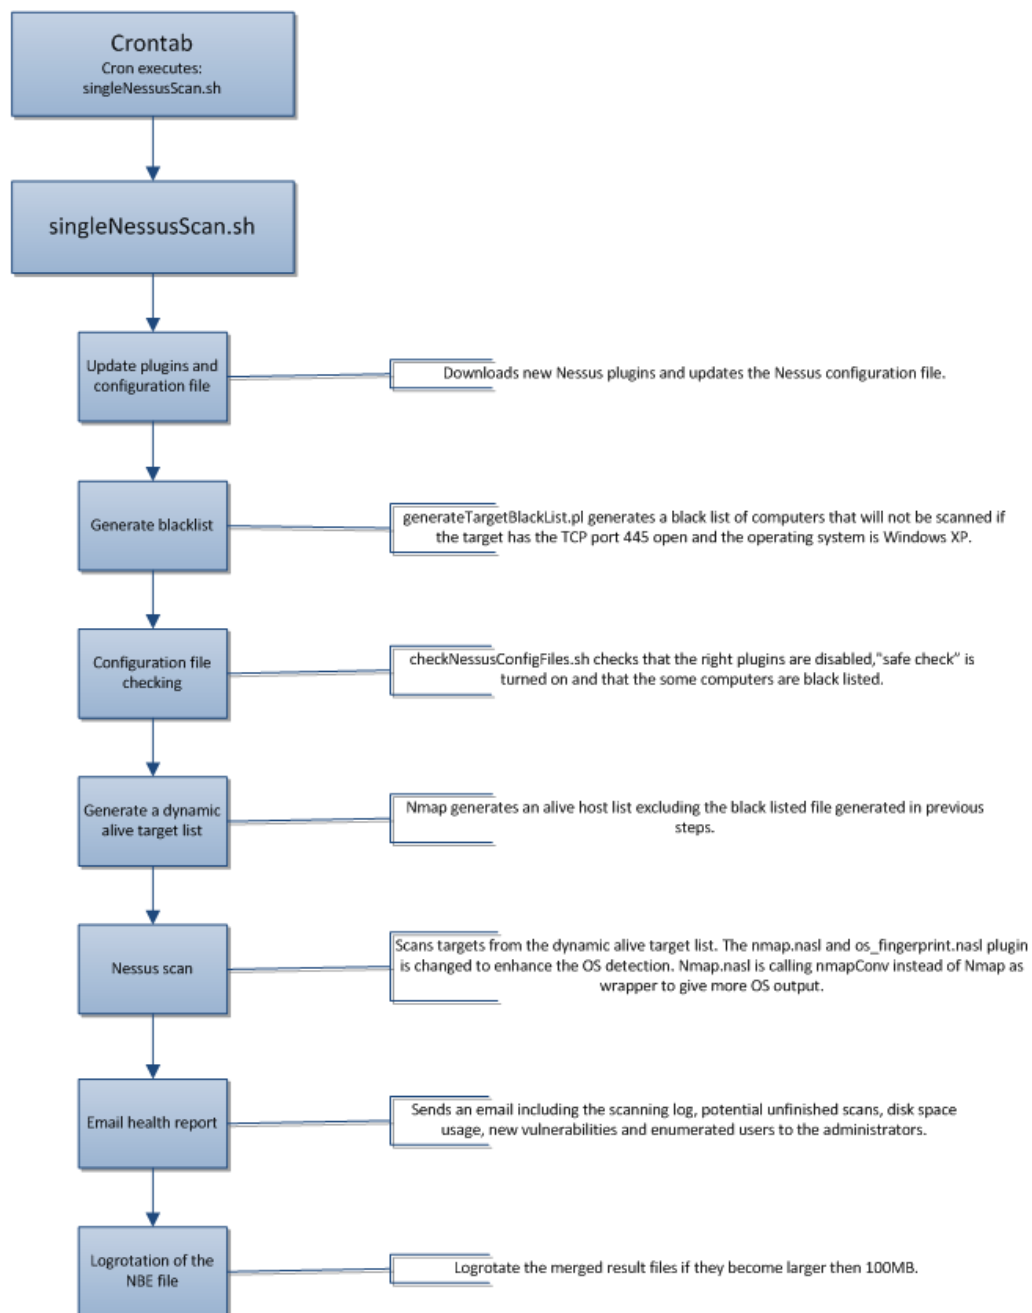 Crontab
Cron executes:
singleNessusScan.sh
singleNessusScan.sh
Update plugins and
configuration file
Downloads new Nessus plugins and updates the Nessus configuration file.
Generate blacklist
generateTargetBlackList.pl generates a black list of computers that will not be scanned if
the target has the TCP port 445 open and the operating system is Windows XP.
Configuration file
checking
checkNessusConfigFiles.sh checks that the right plugins are disabled,"safe check" is
turned on and that the some computers are black listed.
Generate a dynamic
alive target list
Nmap generates an alive host list excluding the black listed file generated in previous
steps.
Nessus scan
Scans targets from the dynamic alive target list. The nmap.nasl and os_fingerprint.nasl plugin
is changed to enhance the OS detection. Nmap.nasl is calling nmapConv instead of Nmap as
wrapper to give more OS output.
Email health report
Sends an email including the scanning log, potential unfinished scans, disk space
usage, new vulnerabilities and enumerated users to the administrators.
Logrotation of the
NBE file
Logrotate the merged result files if they become larger then 100MB.